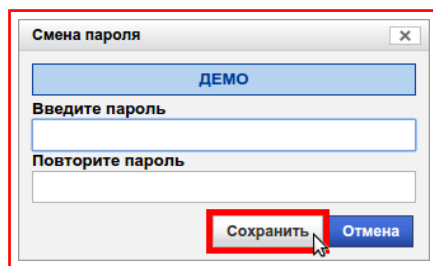 Смена пароля
ДЕМО
Введите пароль
Повторите пароль
Сохранить Отмена